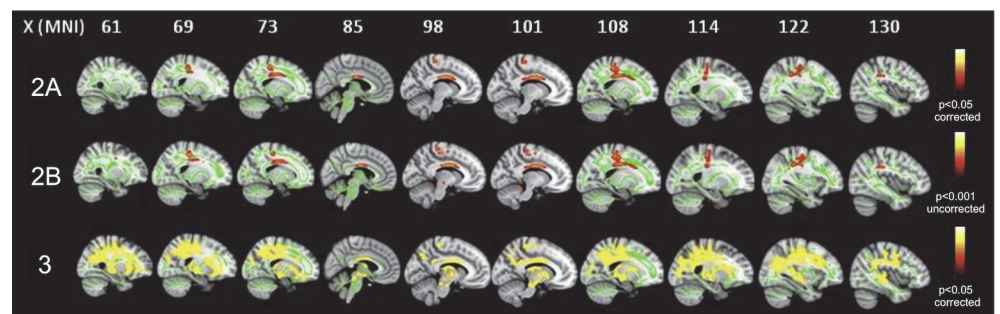 X (MNI) 61 69 73 85 98 101 108 114 122 130
2A
p<0.05
corrected
2B
p<0.001
uncorrected
3
p<0.05
corrected